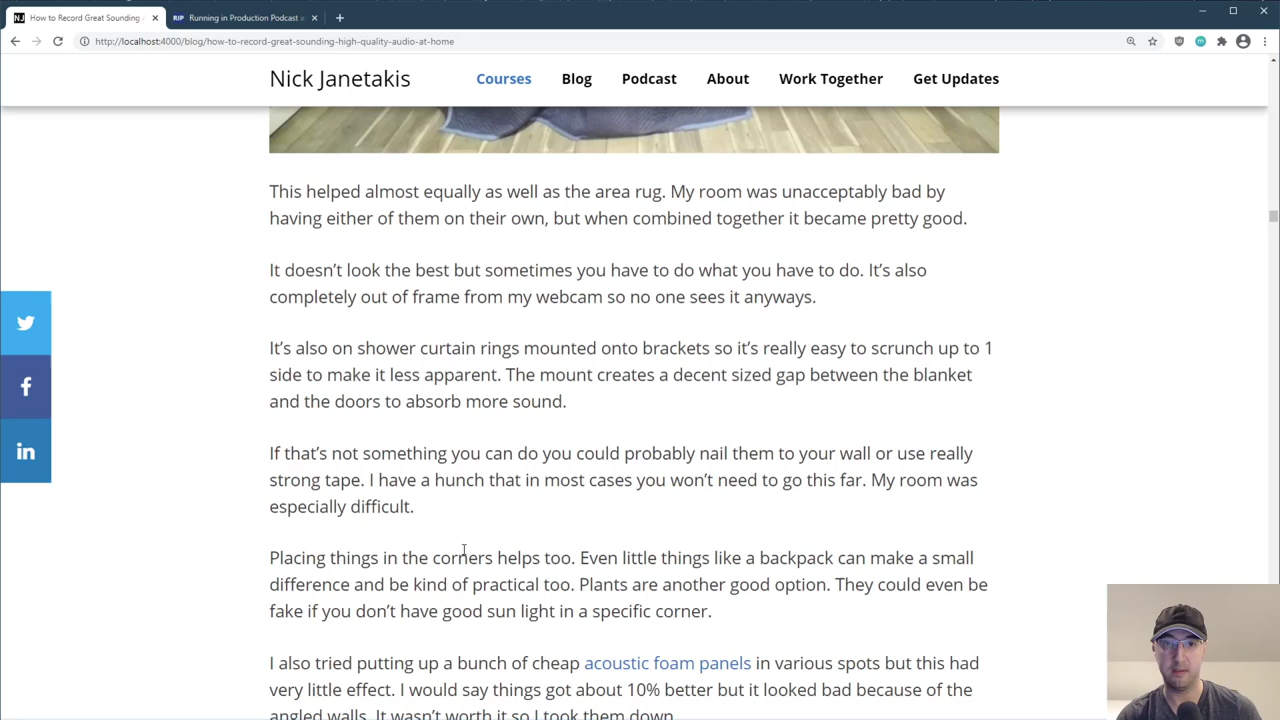 How to Record Great Sounding
Running in Production Podcast a
http://localhost:4000/blog/how-to-record-great-sounding-high-quality-audio-at-home
Nick Janetakis
Courses
Blog
Podcast
About
Work Together
Get Updates
This helped almost equally as well as the area rug. My room was unacceptably bad by
having either of them on their own, but when combined together it became pretty good.
It doesn’t look the best but sometimes you have to do what you have to do. It’s also
completely out of frame from my webcam so no one sees it anyways.
It’s also on shower curtain rings mounted onto brackets so it’s really easy to scrunch up to 1
side to make it less apparent. The mount creates a decent sized gap between the blanket
and the doors to absorb more sound.
If that’s not something you can do you could probably nail them to your wall or use really
strong tape. I have a hunch that in most cases you won’t need to go this far. My room was
especially difficult.
Placing things in the corners helps too. Even little things like a backpack can make a small
difference and be kind of practical too. Plants are another good option. They could even be
fake if you don’t have good sun light in a specific corner.
I also tried putting up a bunch of cheap acoustic foam panels in various spots but this had
very little effect. I would say things got about 10% better but it looked bad because of the
angled walls. It wasn’t worth it so I took them down.